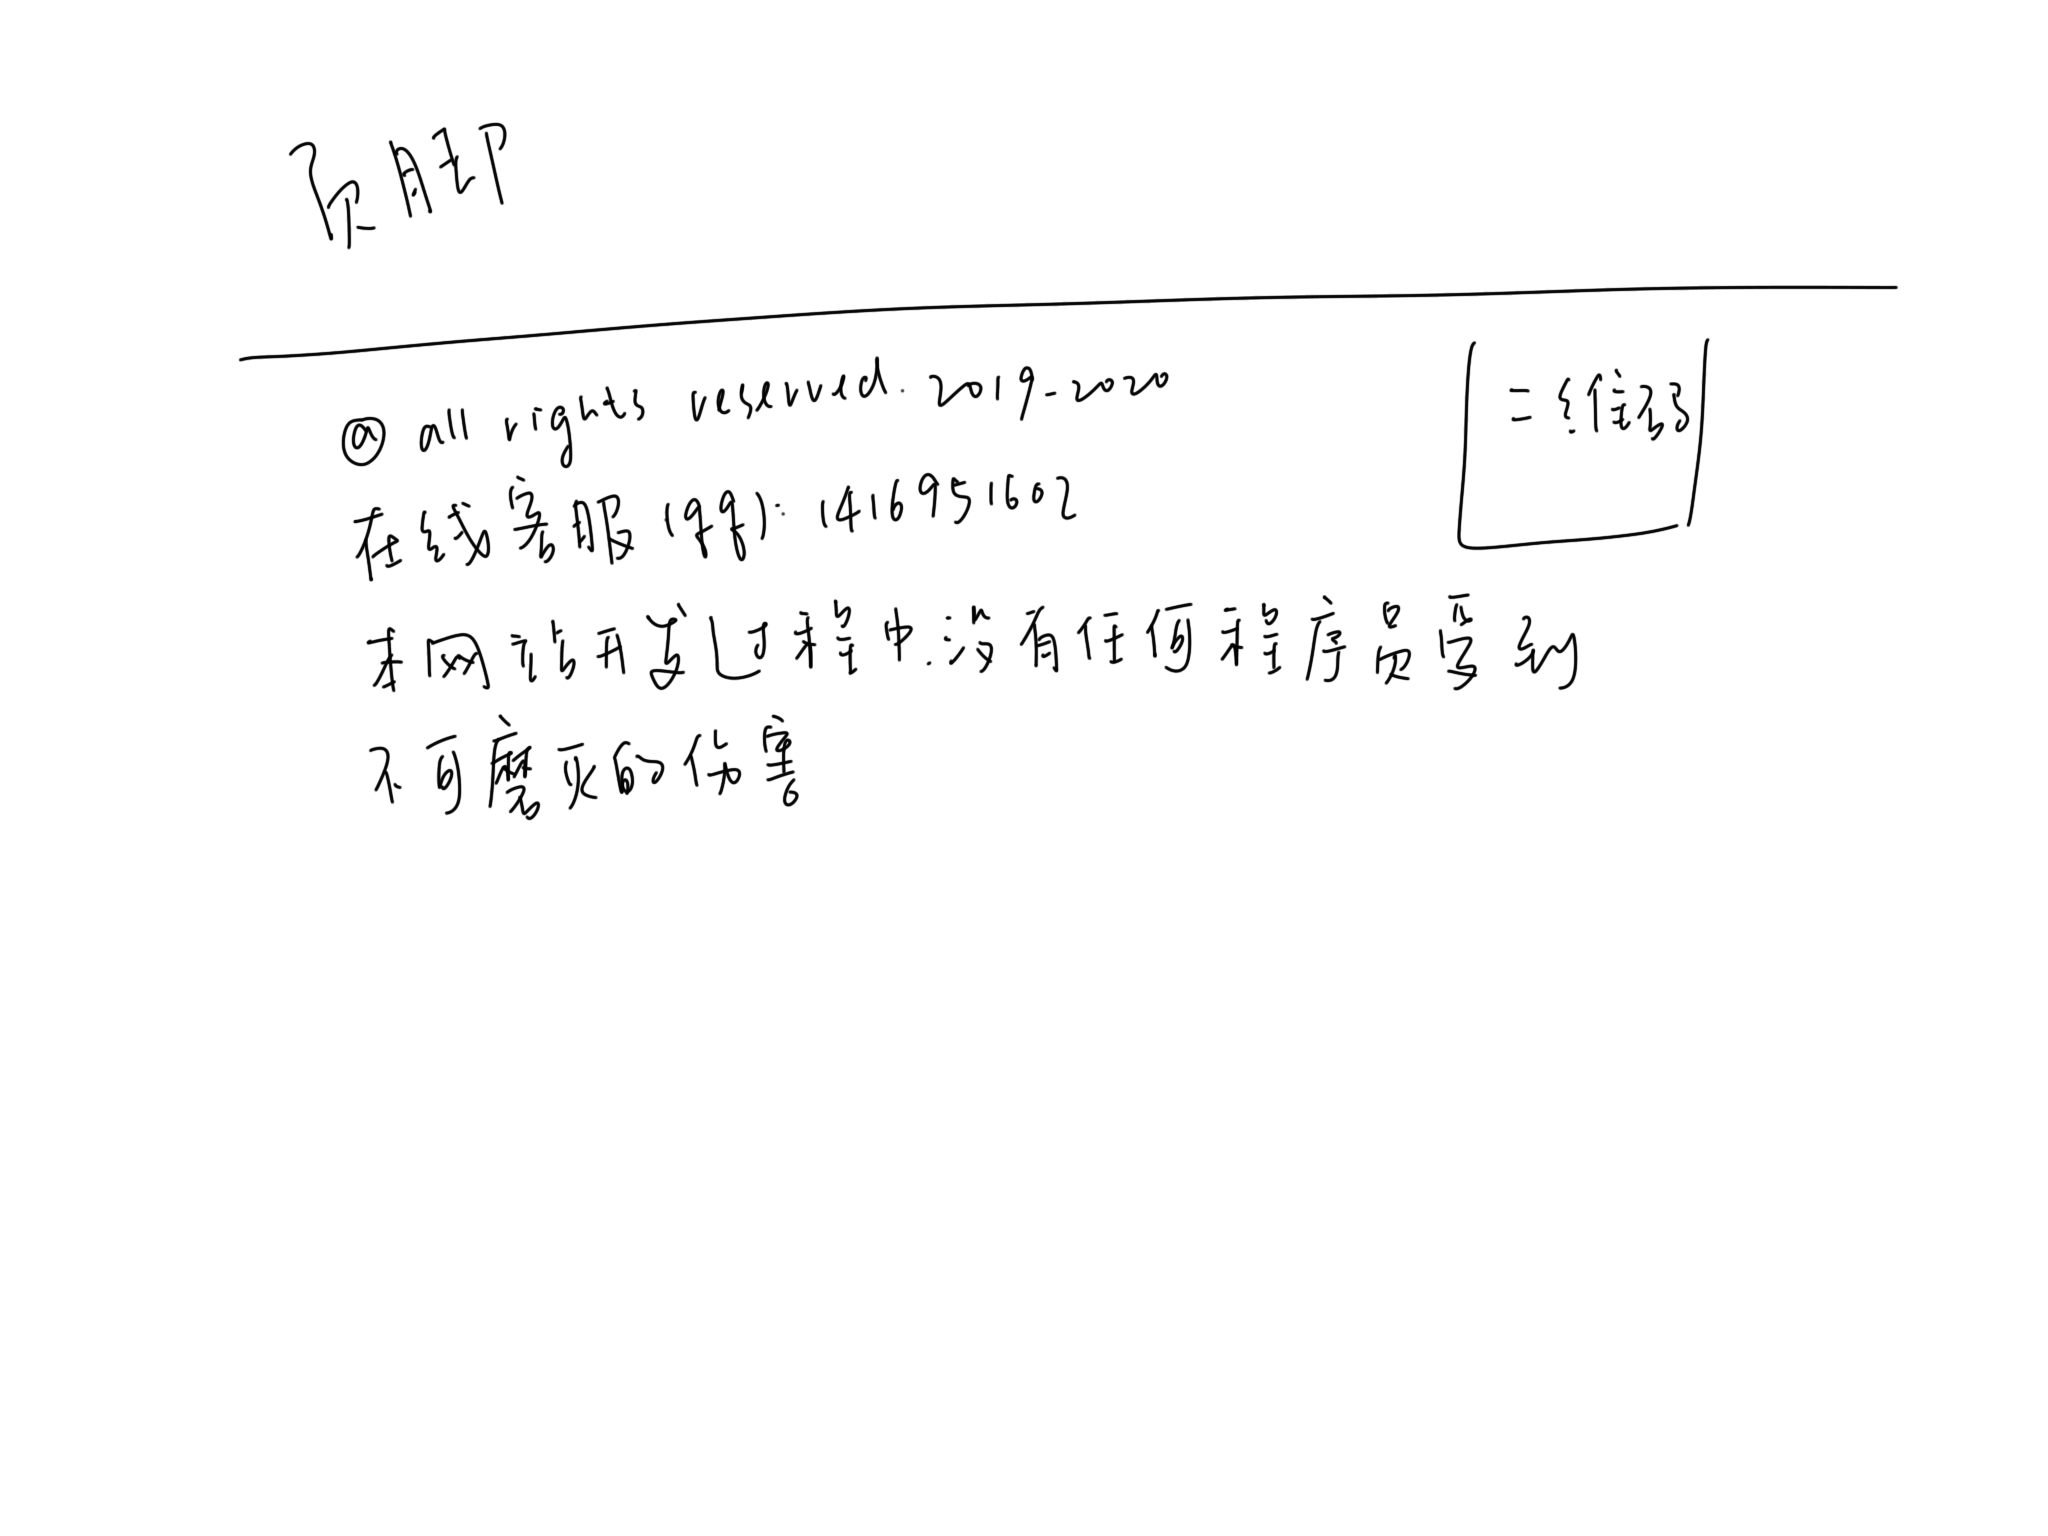 页脚
@ all rights reserved. 2019-2020
二维码
在线客服(qq): 1416951602
本网站开发过程中没有任何程序员受到
不可磨灭的伤害